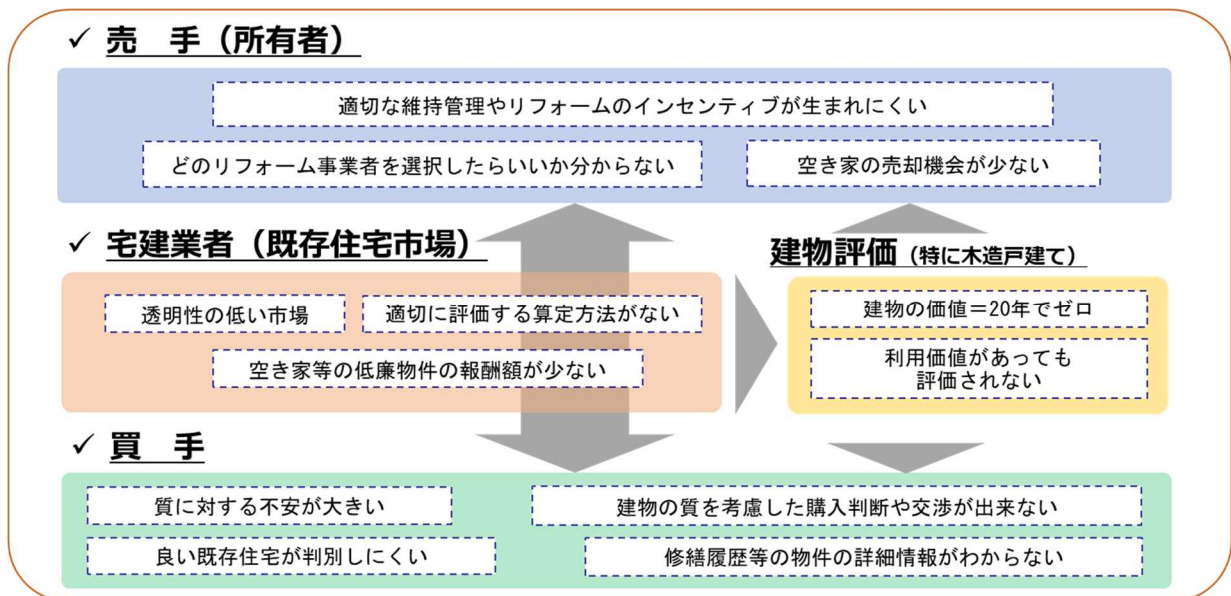 ✓ 売　手（所有者）
適切な維持管理やリフォームのインセンティブが生まれにくい
どのリフォーム事業者を選択したらいいか分からない
空き家の売却機会が少ない
✓ 宅建業者（既存住宅市場）
透明性の低い市場
適切に評価する算定方法がない
空き家等の低廉物件の報酬額が少ない
建物評価（特に木造戸建て）
建物の価値＝20年でゼロ
利用価値があっても
評価されない
✓ 買　手
質に対する不安が大きい
建物の質を考慮した購入判断や交渉が出来ない
良い既存住宅が判別しにくい
修繕履歴等の物件の詳細情報がわからない